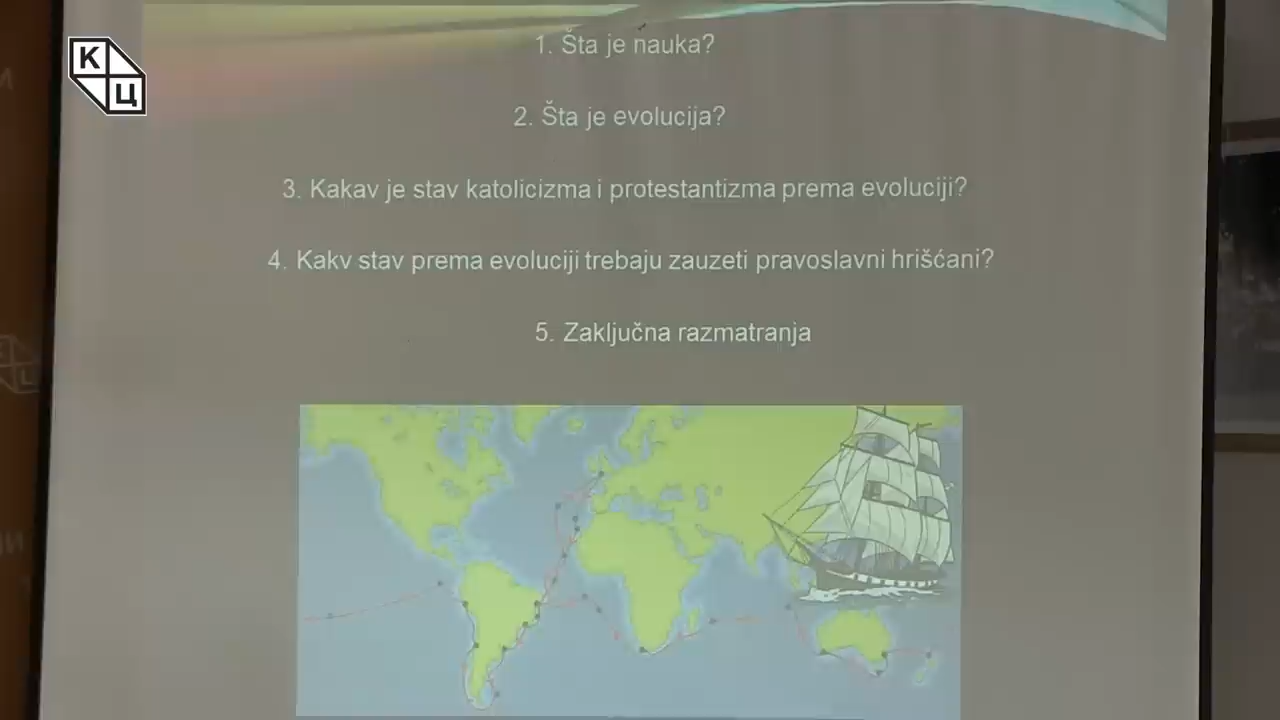 К
Ц
1. Šta je nauka?
2. Šta je evolucija?
3. Kakav je stav katolicizma i protestantizma prema evoluciji?
4. Kakv stav prema evoluciji trebaju zauzeti pravoslavni hrišćani?
5. Zaključna razmatranja